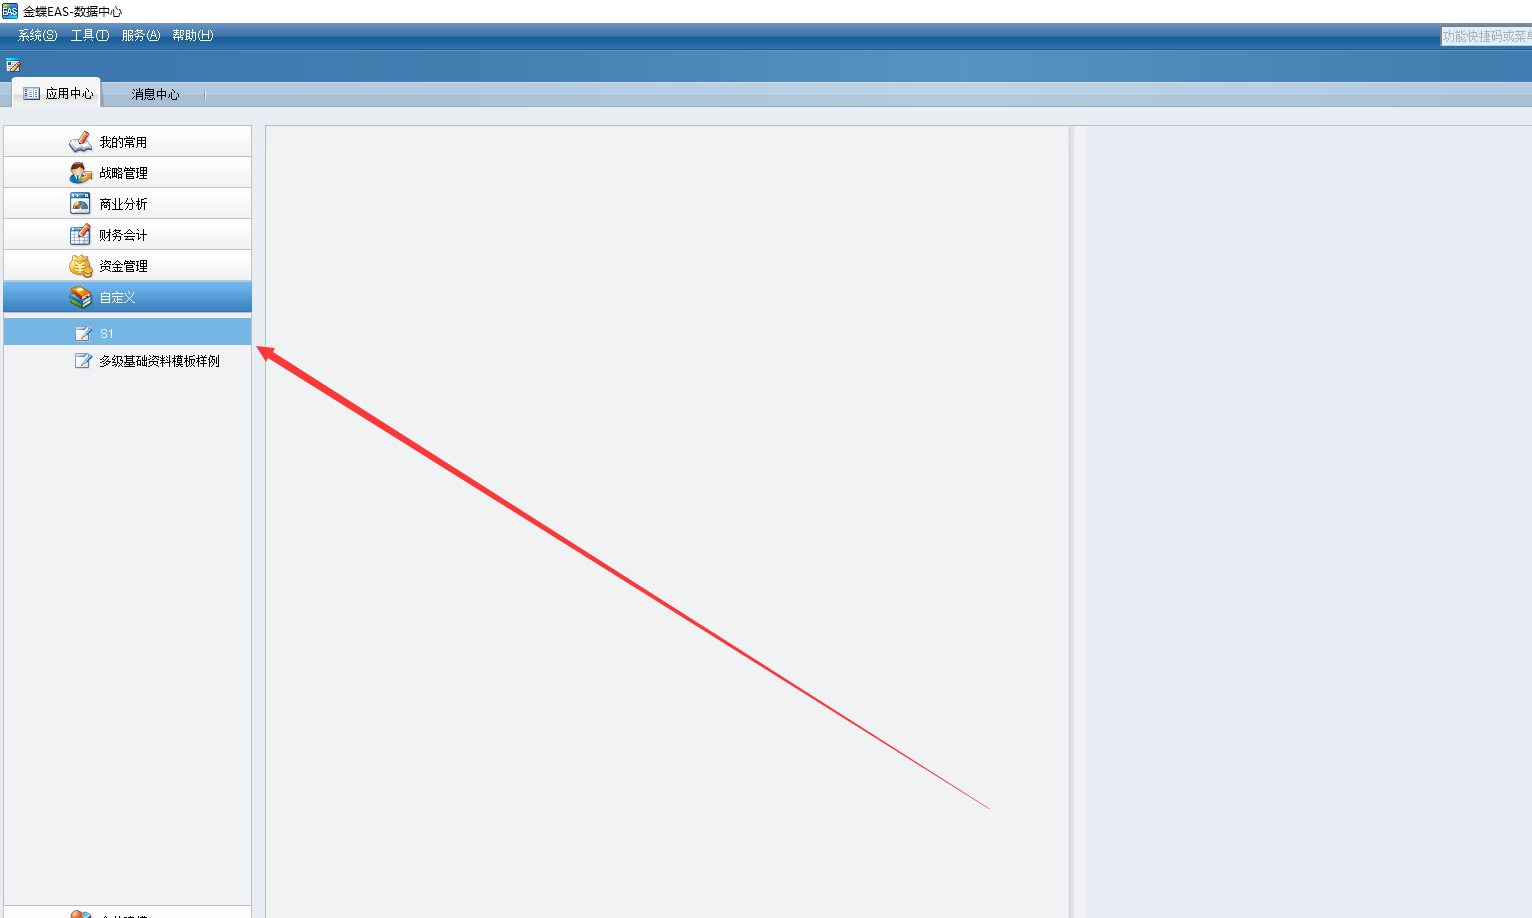 金蝶EAS-数据中心
系统(S) 工具(T) 服务(A) 帮助(H)
功能快捷码或菜单
应用中心 消息中心
我的常用
战略管理
商业分析
财务会计
资金管理
自定义
S1
多级基础资料模板样例